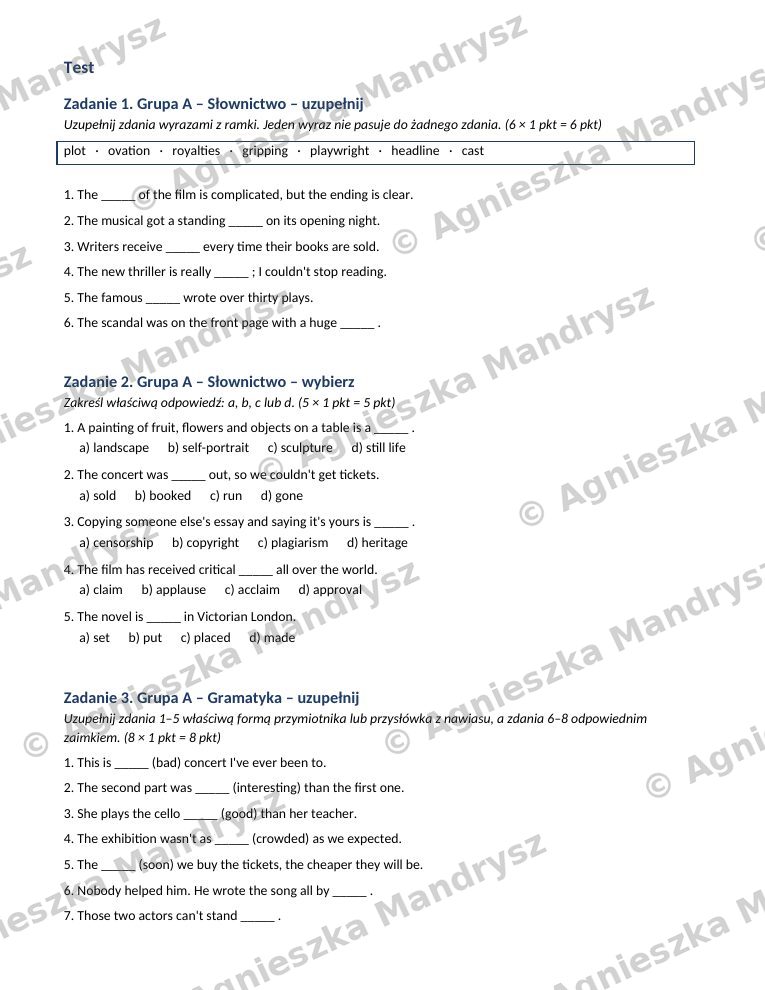 Test
Zadanie 1. Grupa A – Słownictwo – uzupełnij
Uzupełnij zdania wyrazami z ramki. Jeden wyraz nie pasuje do żadnego zdania. (6 × 1 pkt = 6 pkt)
plot · ovation · royalties · gripping · playwright · headline · cast
1. The _____ of the film is complicated, but the ending is clear.
2. The musical got a standing _____ on its opening night.
3. Writers receive _____ every time their books are sold.
4. The new thriller is really _____ ; I couldn't stop reading.
5. The famous _____ wrote over thirty plays.
6. The scandal was on the front page with a huge _____ .
Zadanie 2. Grupa A – Słownictwo – wybierz
Zakreśl właściwą odpowiedź: a, b, c lub d. (5 × 1 pkt = 5 pkt)
1. A painting of fruit, flowers and objects on a table is a _____ .
a) landscape b) self-portrait c) sculpture d) still life
2. The concert was _____ out, so we couldn't get tickets.
a) sold b) booked c) run d) gone
3. Copying someone else's essay and saying it's yours is _____ .
a) censorship b) copyright c) plagiarism d) heritage
4. The film has received critical _____ all over the world.
a) claim b) applause c) acclaim d) approval
5. The novel is _____ in Victorian London.
a) set b) put c) placed d) made
Zadanie 3. Grupa A – Gramatyka – uzupełnij
Uzupełnij zdania 1–5 właściwą formą przymiotnika lub przysłówka z nawiasu, a zdania 6–8 odpowiednim
zaimkiem. (8 × 1 pkt = 8 pkt)
1. This is _____ (bad) concert I've ever been to.
2. The second part was _____ (interesting) than the first one.
3. She plays the cello _____ (good) than her teacher.
4. The exhibition wasn't as _____ (crowded) as we expected.
5. The _____ (soon) we buy the tickets, the cheaper they will be.
6. Nobody helped him. He wrote the song all by _____ .
7. Those two actors can't stand _____ .
© Agnieszka Mandrysz